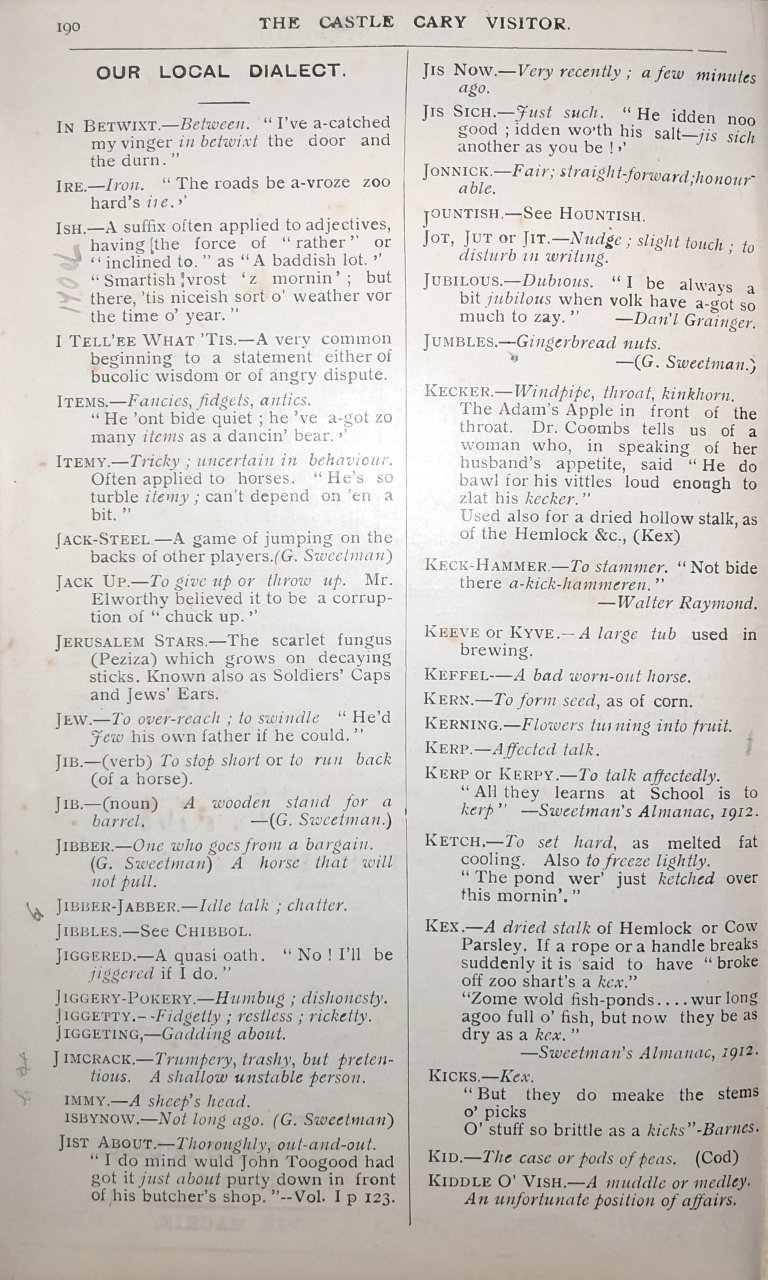 190
THE CASTLE CARY VISITOR.
OUR LOCAL DIALECT.
IN BETWIXT.—Between. "I've a-catched
my vinger in betwixt the door and
the durn."
IRE.—Iron. "The roads be a-vroze zoo
hard's ire.'
ISH.—A suffix often applied to adjectives,
having [the force of "rather" or
"inclined to." as "A baddish lot.'
"Smartish vrost 'z mornin'; but
there, 'tis niceish sort o' weather vor
the time o' year."
I TELL'EE WHAT 'TIS.—A very common
beginning to a statement either of
bucolic wisdom or of angry dispute.
ITEMS.—Fancies, fidgets, antics.
"He 'ont bide quiet; he 've a-got zo
many items as a dancin' bear.'
ITEMY.—Tricky; uncertain in behaviour.
Often applied to horses. "He's so
turble itemy; can't depend on 'en a
bit."
JACK-STEEL.—A game of jumping on the
backs of other players.(G. Sweetman)
JACK UP.—To give up or throw up. Mr.
Elworthy believed it to be a corrup-
tion of "chuck up.'
JERUSALEM STARS.—The scarlet fungus
(Peziza) which grows on decaying
sticks. Known also as Soldiers' Caps
and Jews' Ears.
JEW.—To over-reach; to swindle "He'd
Jew his own father if he could."
JIB.—(verb) To stop short or to run back
(of a horse).
JIB.—(noun) A wooden stand for a
barrel. —(G. Sweetman.)
JIBBER.—One who goes from a bargain.
(G. Sweetman) A horse that will
not pull.
JIBBER-JABBER.—Idle talk; chatter.
JIBBLES.—See CHIBBOL.
JIGGERED.—A quasi oath. "No! I'll be
jiggered if I do."
JIGGERY-POKERY.—Humbug; dishonesty.
JIGGETTY.--Fidgetty; restless; ricketty.
JIGGETING,—Gadding about.
JIMCRACK.—Trumpery, trashy, but preten-
tious. A shallow unstable person.
IMMY.—A sheep's head.
ISBYNOW.—Not long ago. (G. Sweetman)
JIST ABOUT.—Thoroughly, out-and-out.
"I do mind wuld John Toogood had
got it just about purty down in front
of his butcher's shop."--Vol. I p 123.
JIS NOW.—Very recently; a few minutes
ago.
JIS SICH.—Just such. "He idden noo
good; idden wo'th his salt—jis sich
another as you be!'
JONNICK.—Fair; straight-forward;honour-
able.
JOUNTISH.—See HOUNTISH.
JOT, JUT or JIT.—Nudge; slight touch; to
disturb in writing.
JUBILOUS.—Dubious. "I be always a
bit jubilous when volk have a-got so
much to zay." —Dan'l Grainger.
JUMBLES.—Gingerbread nuts.
—(G. Sweetman.)
KECKER.—Windpipe, throat, kinkhorn.
The Adam's Apple in front of the
throat. Dr. Coombs tells us of a
woman who, in speaking of her
husband's appetite, said "He do
bawl for his vittles loud enough to
zlat his kecker."
Used also for a dried hollow stalk, as
of the Hemlock &c., (Kex)
KECK-HAMMER.—To stammer. "Not bide
there a-kick-hammeren."
—Walter Raymond.
KEEVE or KYVE.—A large tub used in
brewing.
KEFFEL-—A bad worn-out horse.
KERN.—To form seed, as of corn.
KERNING.—Flowers turning into fruit.
KERP.—Affected talk.
KERP or KERPY.—To talk affectedly.
"All they learns at School is to
kerp" —Sweetman's Almanac, 1912.
KETCH.—To set hard, as melted fat
cooling. Also to freeze lightly.
"The pond wer' just ketched over
this mornin'."
KEX.—A dried stalk of Hemlock or Cow
Parsley. If a rope or a handle breaks
suddenly it is said to have "broke
off zoo shart's a kex."
"Zome wold fish-ponds....wur long
agoo full o' fish, but now they be as
dry as a kex."
—Sweetman's Almanac, 1912.
KICKS.—Kex.
"But they do meake the stems
o' picks
O' stuff so brittle as a kicks"-Barnes.
KID.—The case or pods of peas. (Cod)
KIDDLE O' VISH.—A muddle or medley.
An unfortunate position of affairs.